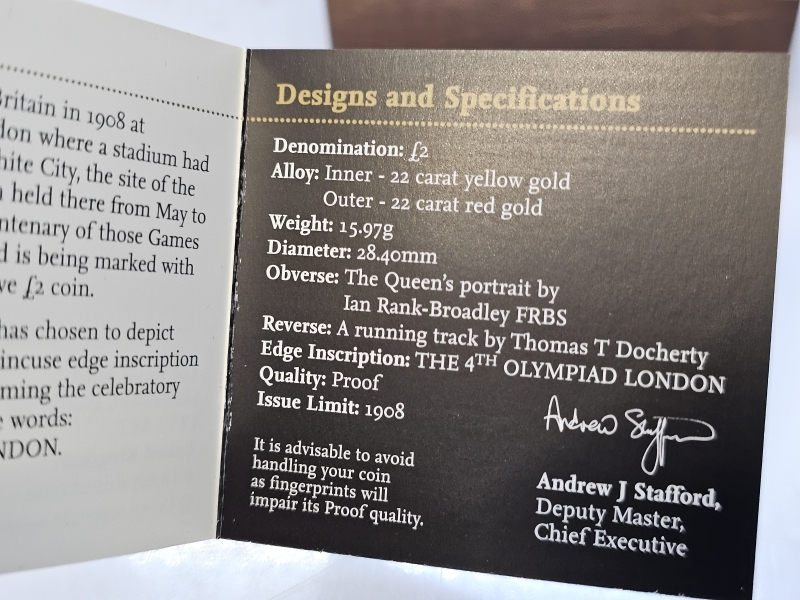 ritain in 1908 at
don where a stadium had
hite City, the site of the
held there from May to
ntenary of those Games
d is being marked with
ve £2 coin.
has chosen to depict
incuse edge inscription
ming the celebratory
words:
NDON.
Designs and Specifications
Denomination: £2
Alloy: Inner - 22 carat yellow gold
Outer - 22 carat red gold
Weight: 15.97g
Diameter: 28.40mm
Obverse: The Queen's portrait by
Ian Rank-Broadley FRBS
Reverse: A running track by Thomas T Docherty
Edge Inscription: THE 4TH OLYMPIAD LONDON
Quality: Proof
Issue Limit: 1908
It is advisable to avoid
handling your coin
as fingerprints will
impair its Proof quality.
Andrew Stafford
Andrew J Stafford,
Deputy Master,
Chief Executive